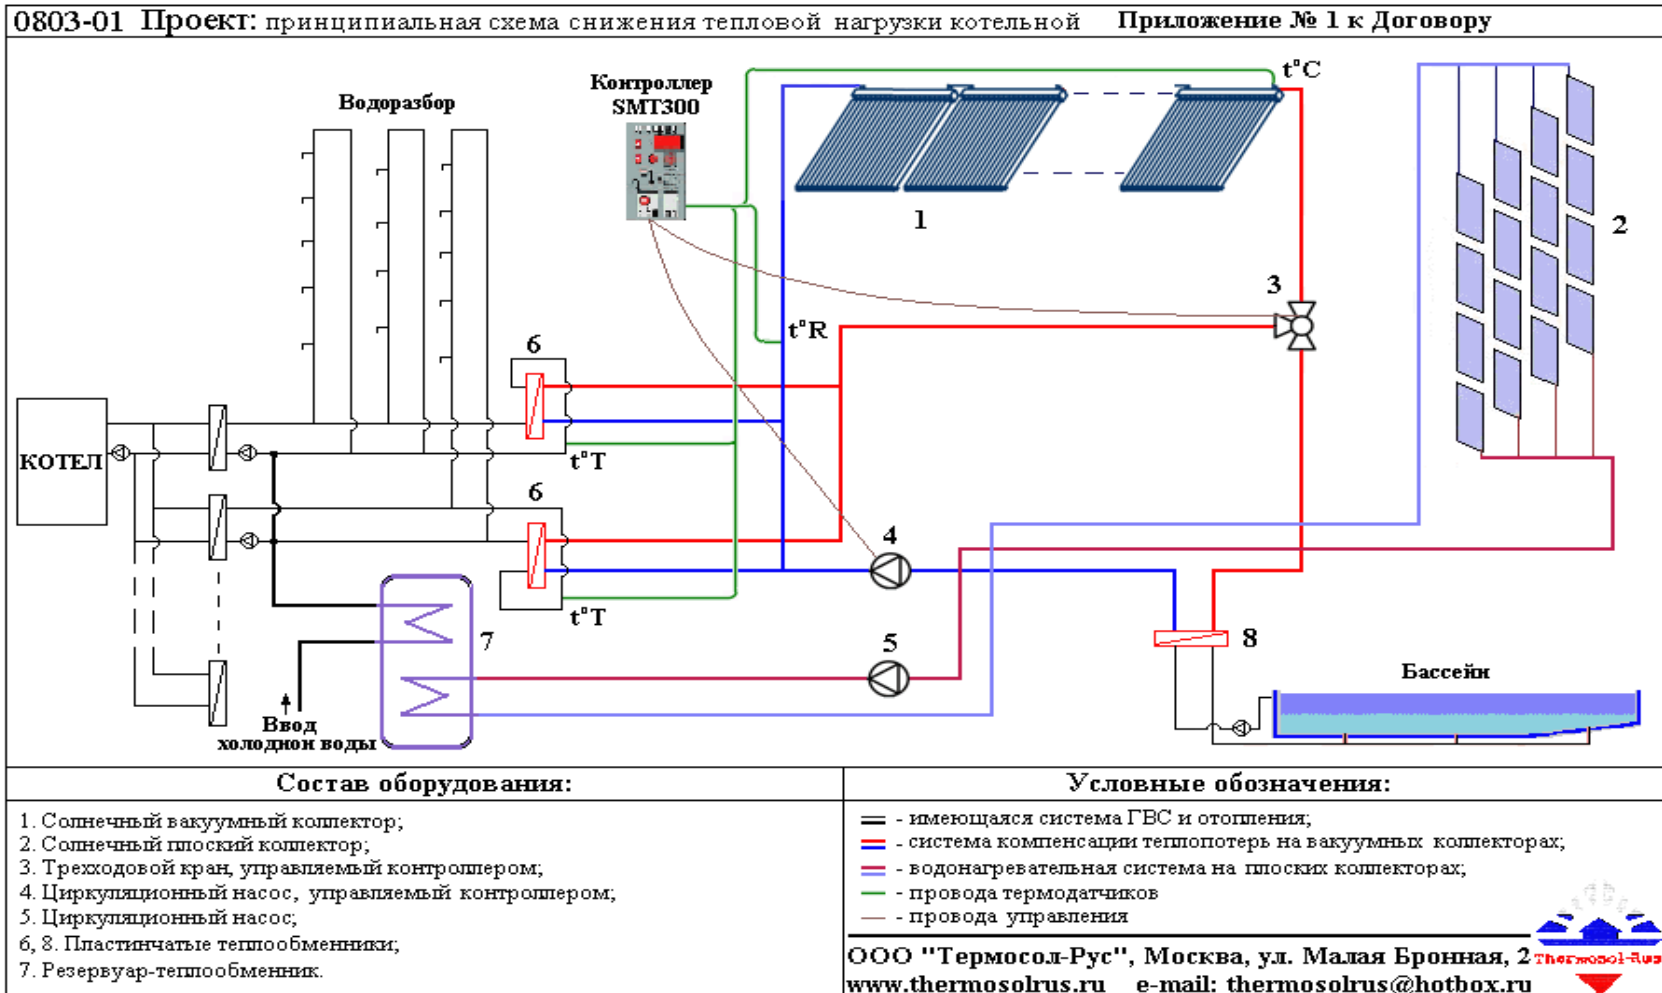 0803-01 Проект: принципиальная схема снижения тепловой нагрузки котельной Приложение № 1 к Договору
Контроллер
SMT300
Водоразбор
t°C
1
2
3
t°R
6
КОТЕЛ
t°T
6
4
t°T
7
5
8
Бассейн
Ввод
холодной воды
Состав оборудования:
1. Солнечный вакуумный коллектор;
2. Солнечный плоский коллектор;
3. Трехходовой кран, управляемый контроллером;
4. Циркуляционный насос, управляемый контроллером;
5. Циркуляционный насос;
6, 8. Пластинчатые теплообменники;
7. Резервуар-теплообменник.
Условные обозначения:
- имеющаяся система ГВС и отопления;
- система компенсации теплопотерь на вакуумных коллекторах;
- водонагревательная система на плоских коллекторах;
- провода термодатчиков
- провода управления
ООО "Термосол-Рус", Москва, ул. Малая Бронная, 2
www.thermosolrus.ru e-mail: thermosolrus@hotbox.ru
Thermosol-Rus